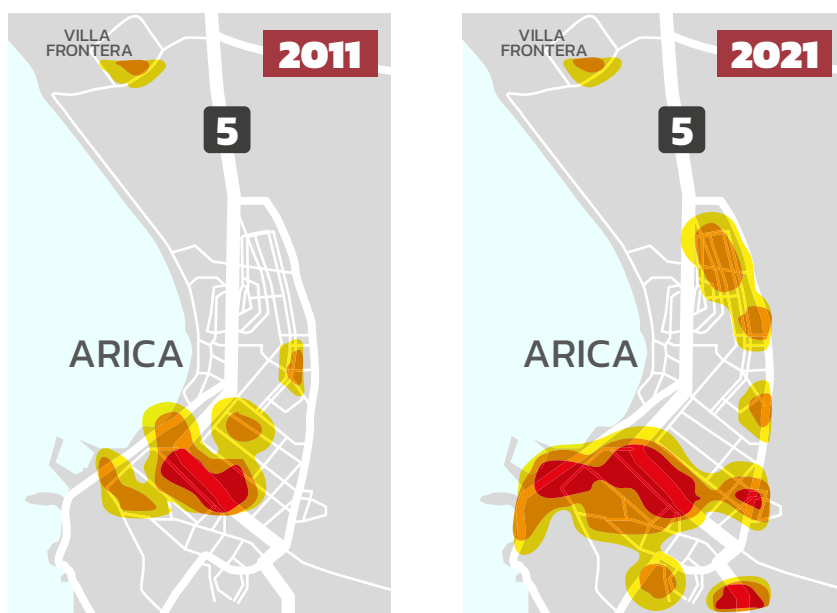 VILLA
FRONTERA
2011
5
ARICA
VILLA
FRONTERA
2021
5
ARICA